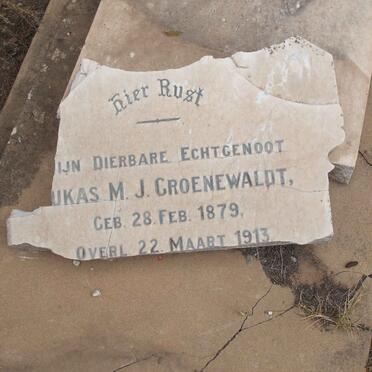 Hier Rust
IJN DIERBARE ECHTGENOOT
UKAS M. J. GROENEWALDT,
GEB. 28. FEB. 1879,
OVERL. 22. MAART 1913.